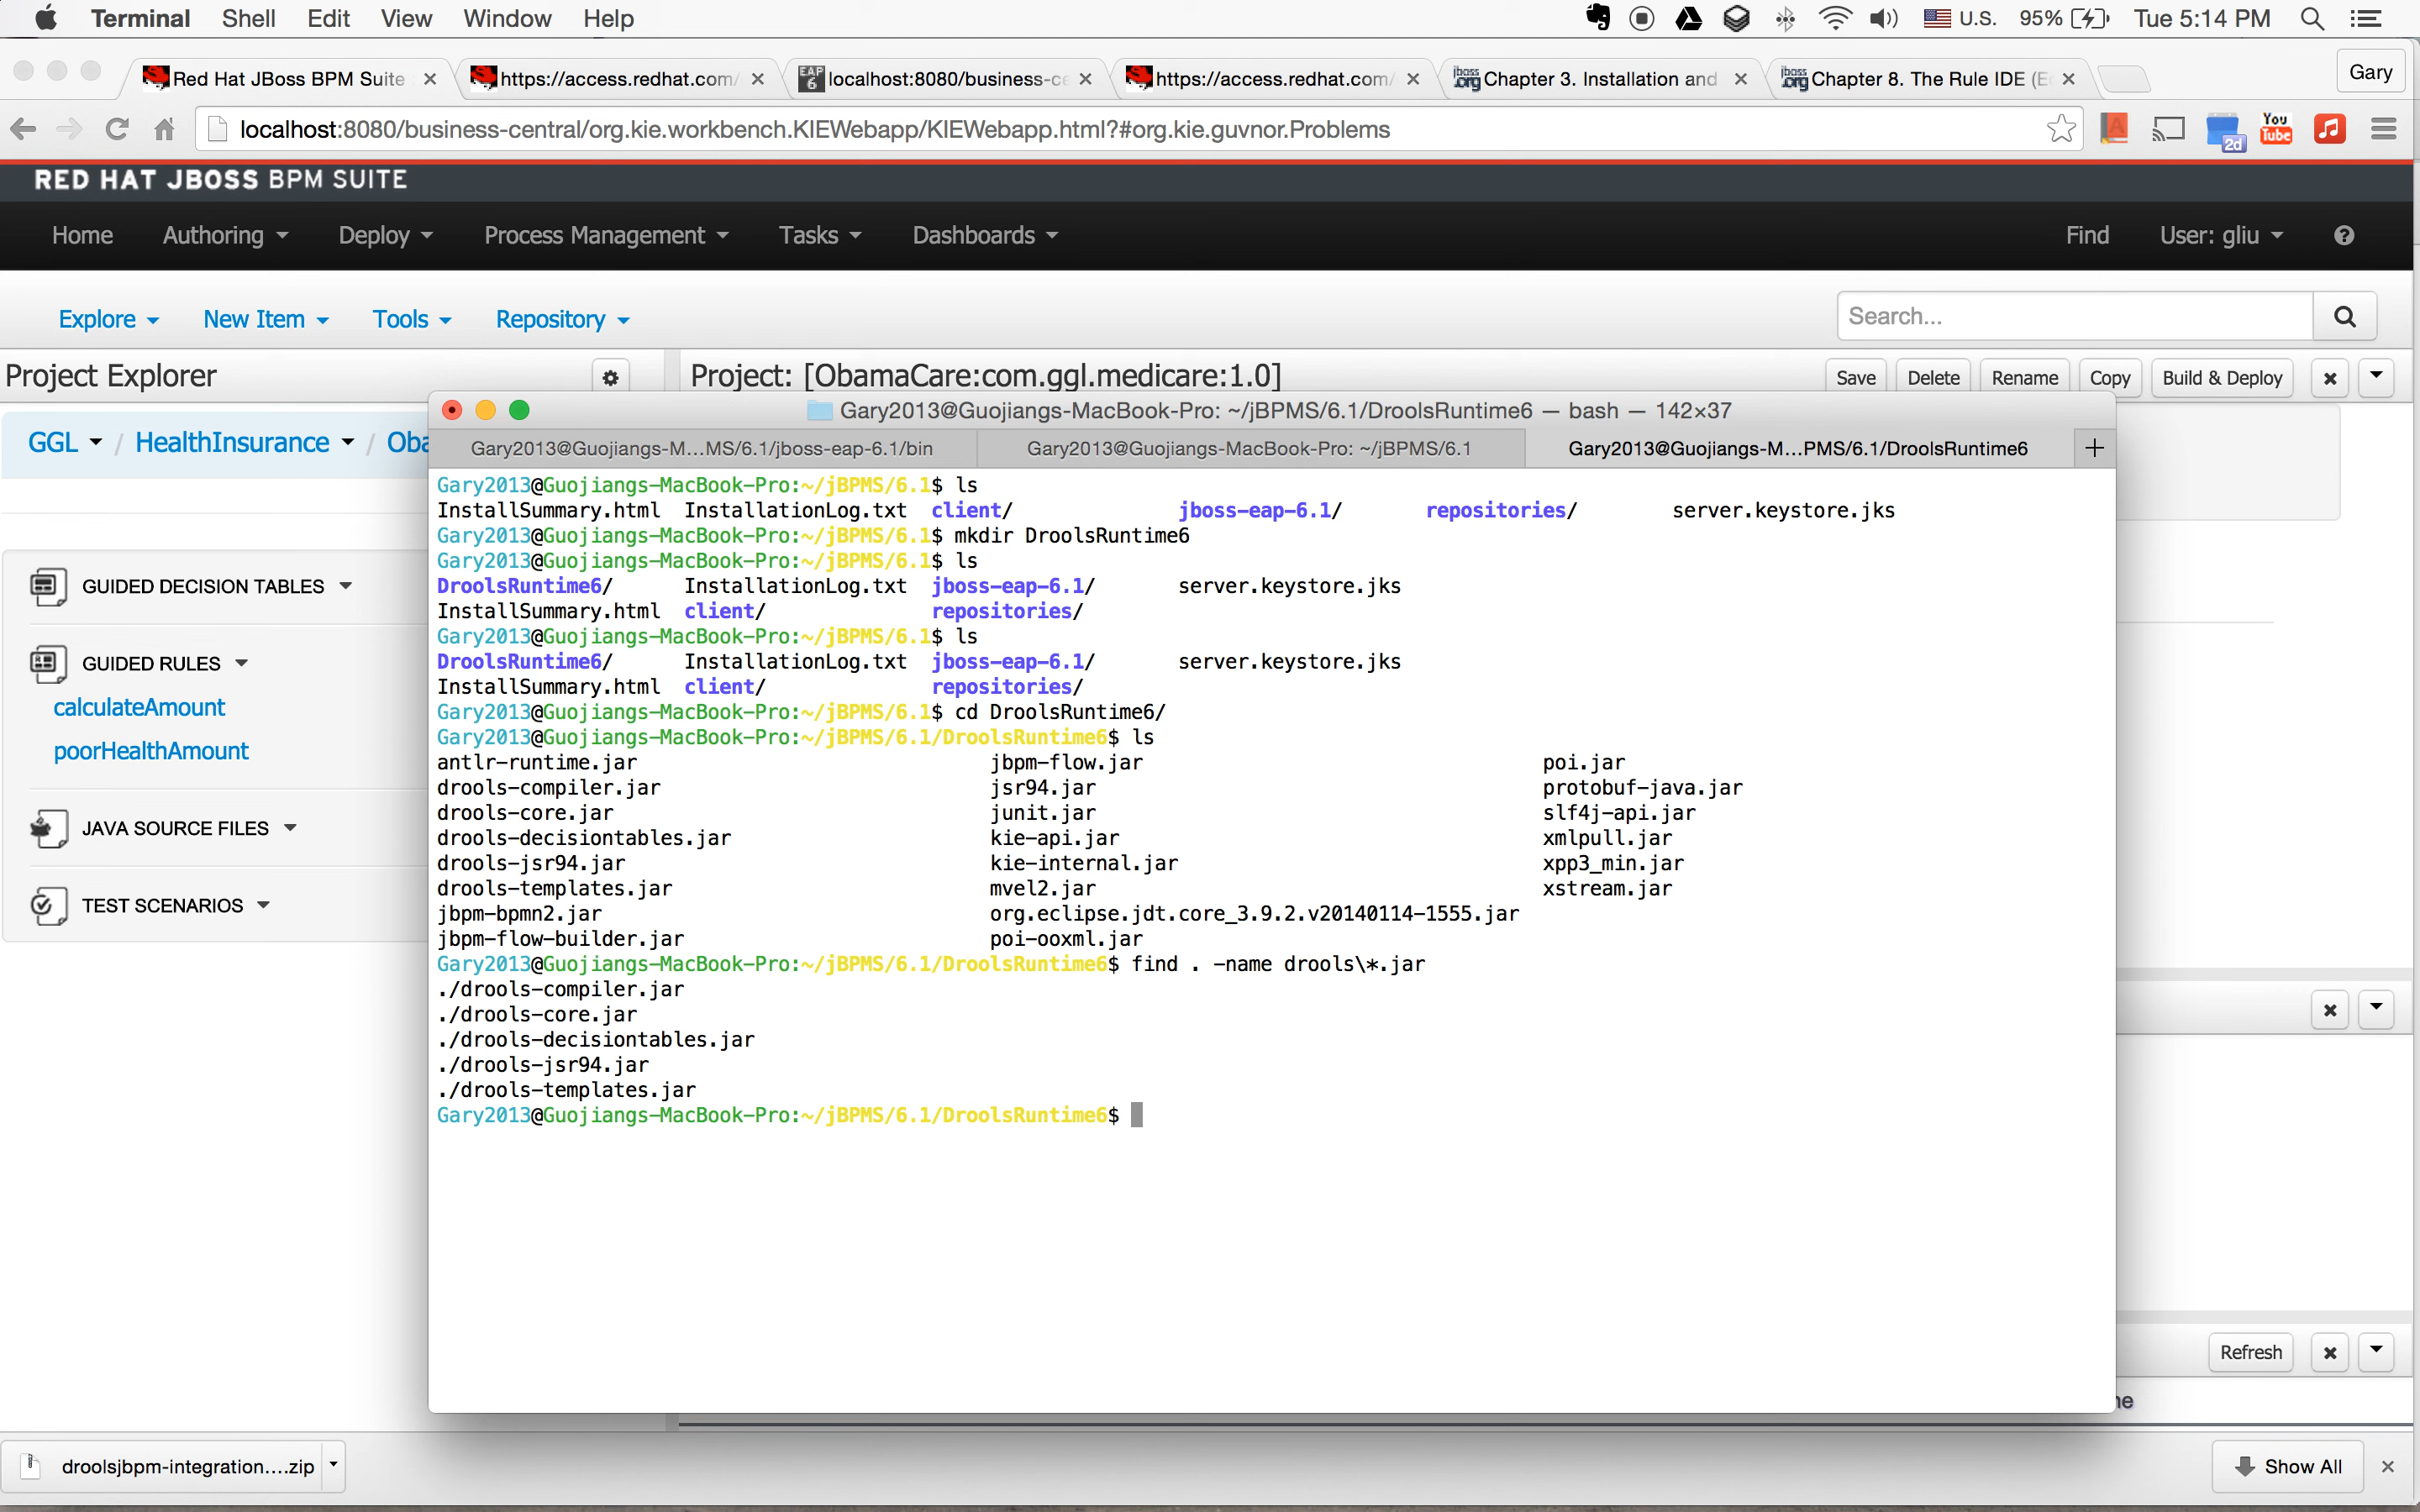 Terminal Shell Edit View Window Help U.S. 95% Tue 5:14 PM
Red Hat JBoss BPM Suite https://access.redhat.com/ EAP 6 localhost:8080/business-ce https://access.redhat.com/ jboss.org Chapter 3. Installation and jboss.org Chapter 8. The Rule IDE (E Gary
localhost:8080/business-central/org.kie.workbench.KIEWebapp/KIEWebapp.html?#org.kie.guvnor.Problems 2d You Tube
RED HAT JBOSS BPM SUITE
Home Authoring Deploy Process Management Tasks Dashboards Find User: gliu ?
Explore New Item Tools Repository Search...
Project Explorer Project: [ObamaCare:com.ggl.medicare:1.0] Save Delete Rename Copy Build & Deploy
GGL / HealthInsurance / Oba
GUIDED DECISION TABLES
GUIDED RULES
calculateAmount
poorHealthAmount
JAVA SOURCE FILES
TEST SCENARIOS
Gary2013@Guojiangs-MacBook-Pro: ~/jBPMS/6.1/DroolsRuntime6 — bash — 142×37
Gary2013@Guojiangs-M...MS/6.1/jboss-eap-6.1/bin Gary2013@Guojiangs-MacBook-Pro: ~/jBPMS/6.1 Gary2013@Guojiangs-M...PMS/6.1/DroolsRuntime6 +
Gary2013@Guojiangs-MacBook-Pro:~/jBPMS/6.1$ ls
InstallSummary.html InstallationLog.txt client/ jboss-eap-6.1/ repositories/ server.keystore.jks
Gary2013@Guojiangs-MacBook-Pro:~/jBPMS/6.1$ mkdir DroolsRuntime6
Gary2013@Guojiangs-MacBook-Pro:~/jBPMS/6.1$ ls
DroolsRuntime6/ InstallationLog.txt jboss-eap-6.1/ server.keystore.jks
InstallSummary.html client/ repositories/
Gary2013@Guojiangs-MacBook-Pro:~/jBPMS/6.1$ ls
DroolsRuntime6/ InstallationLog.txt jboss-eap-6.1/ server.keystore.jks
InstallSummary.html client/ repositories/
Gary2013@Guojiangs-MacBook-Pro:~/jBPMS/6.1$ cd DroolsRuntime6/
Gary2013@Guojiangs-MacBook-Pro:~/jBPMS/6.1/DroolsRuntime6$ ls
antlr-runtime.jar jbpm-flow.jar poi.jar
drools-compiler.jar jsr94.jar protobuf-java.jar
drools-core.jar junit.jar slf4j-api.jar
drools-decisiontables.jar kie-api.jar xmlpull.jar
drools-jsr94.jar kie-internal.jar xpp3_min.jar
drools-templates.jar mvel2.jar xstream.jar
jbpm-bpmn2.jar org.eclipse.jdt.core_3.9.2.v20140114-1555.jar
jbpm-flow-builder.jar poi-ooxml.jar
Gary2013@Guojiangs-MacBook-Pro:~/jBPMS/6.1/DroolsRuntime6$ find . -name drools\*.jar
./drools-compiler.jar
./drools-core.jar
./drools-decisiontables.jar
./drools-jsr94.jar
./drools-templates.jar
Gary2013@Guojiangs-MacBook-Pro:~/jBPMS/6.1/DroolsRuntime6$
Refresh
ne
droolsjbpm-integration....zip Show All